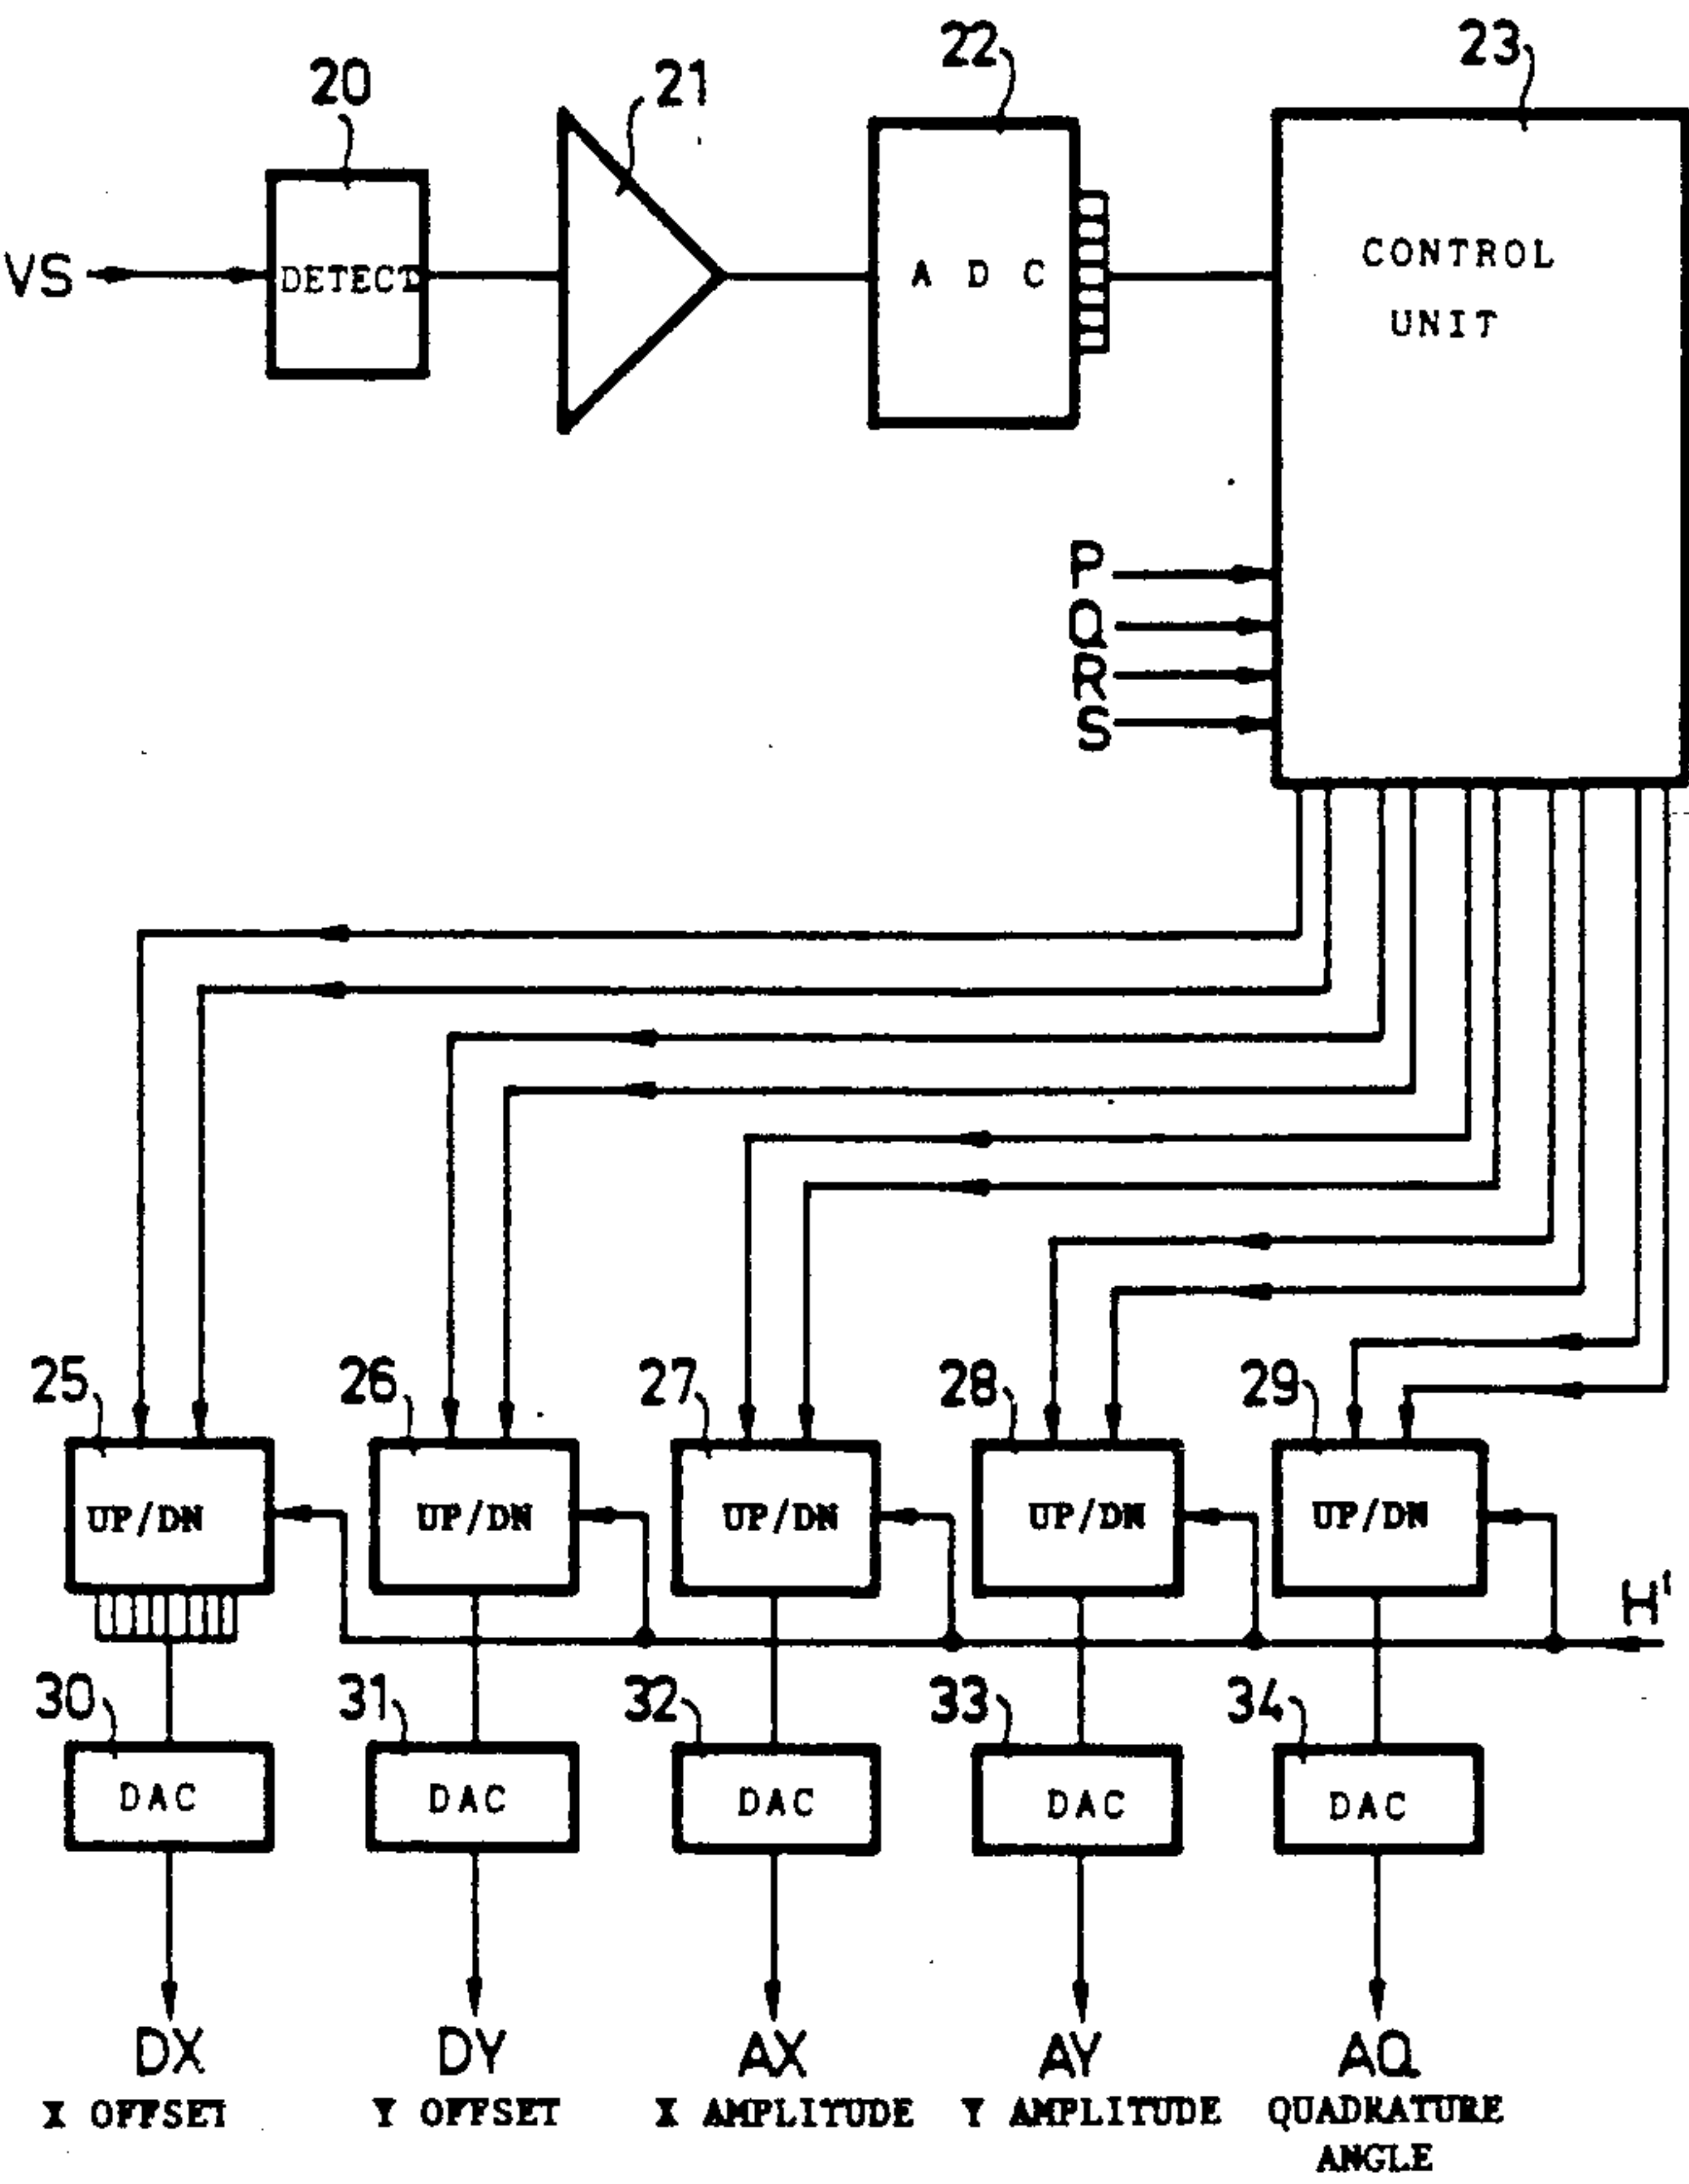 20
21
22
23
VS
DETECT
A D C
CONTROL
UNIT
P
Q
R
S
25
26
27
28
29
UP/DN
UP/DN
UP/DN
UP/DN
UP/DN
H'
30
31
32
33
34
DAC
DAC
DAC
DAC
DAC
DX
DY
AX
AY
AQ
X OFFSET
Y OFFSET
X AMPLITUDE
Y AMPLITUDE
QUADRATURE
ANGLE